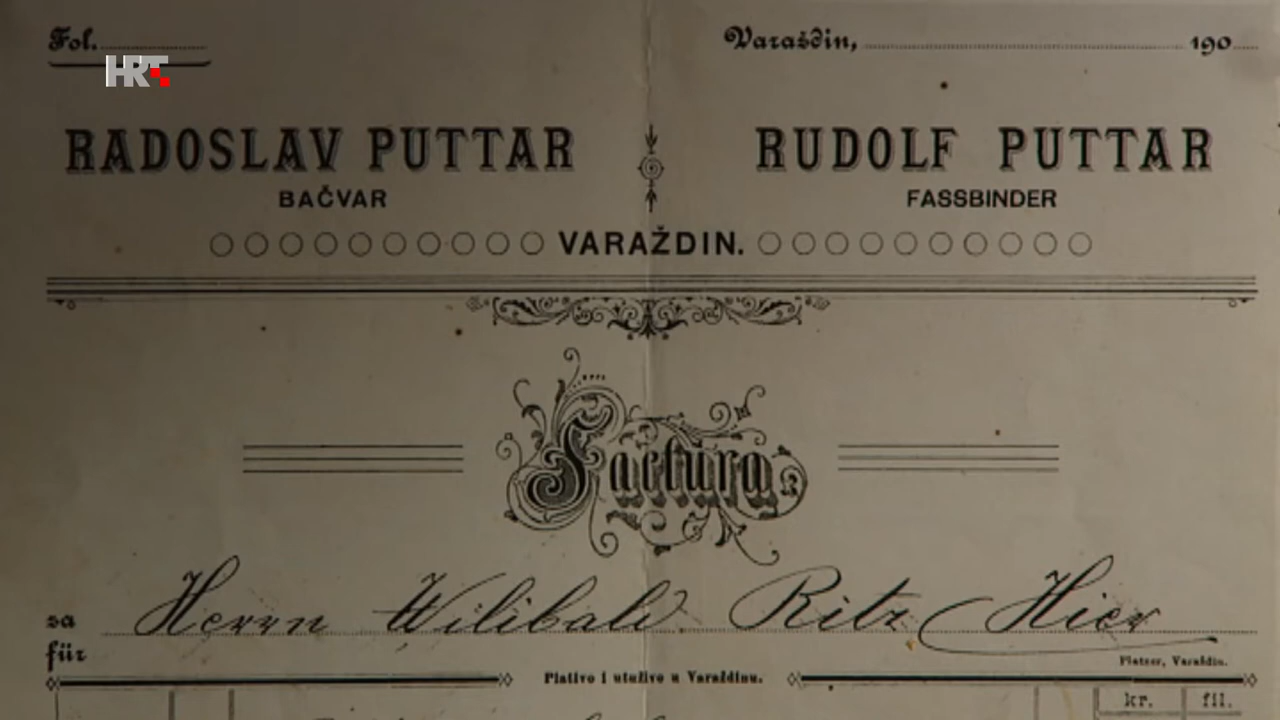 Fol.
Varaždin, 190
HRT
RADOSLAV PUTTAR
RUDOLF PUTTAR
BAČVAR
FASSBINDER
VARAŽDIN.
Factura
za
für
Herrn Wilibald Ritz Hier
Platzer, Varaždin.
Plativo i utuživo u Varaždinu.
kr. fil.